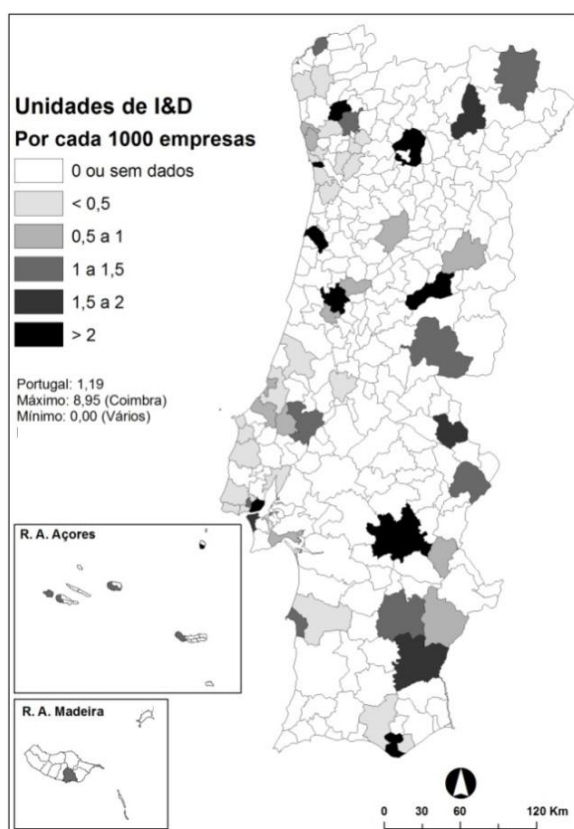 Unidades de I&D
Por cada 1000 empresas
0 ou sem dados
< 0,5
0,5 a 1
1 a 1,5
1,5 a 2
> 2
Portugal: 1,19
Máximo: 8,95 (Coimbra)
Mínimo: 0,00 (Vários)
R. A. Açores
R. A. Madeira
0 30 60 120 Km